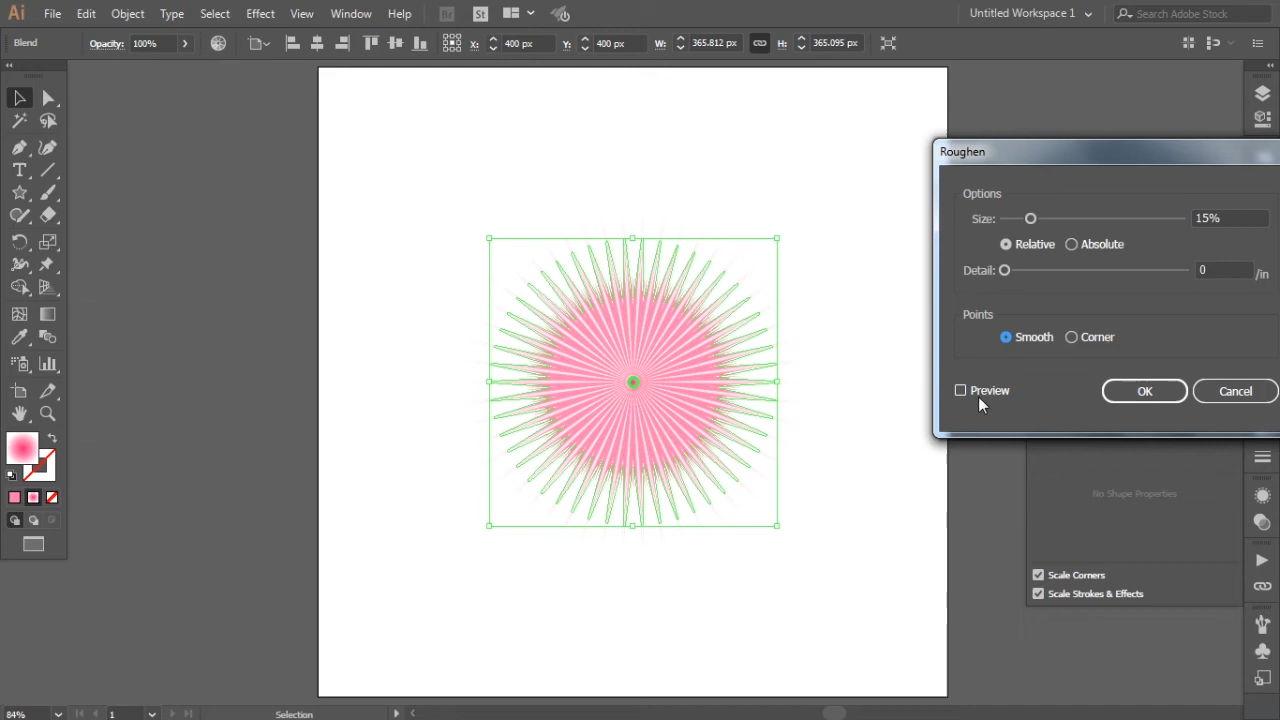 Ai File Edit Object Type Select Effect View Window Help Br St Untitled Workspace 1 Search Adobe Stock
Blend Opacity: 100% X: 400 px Y: 400 px W: 365.812 px H: 365.095 px
Roughen
Options
Size: 15%
Relative Absolute
Detail: 0 /in
Points
Smooth Corner
Preview OK Cancel
No Shape Properties
Scale Corners
Scale Strokes & Effects
84% 1 Selection